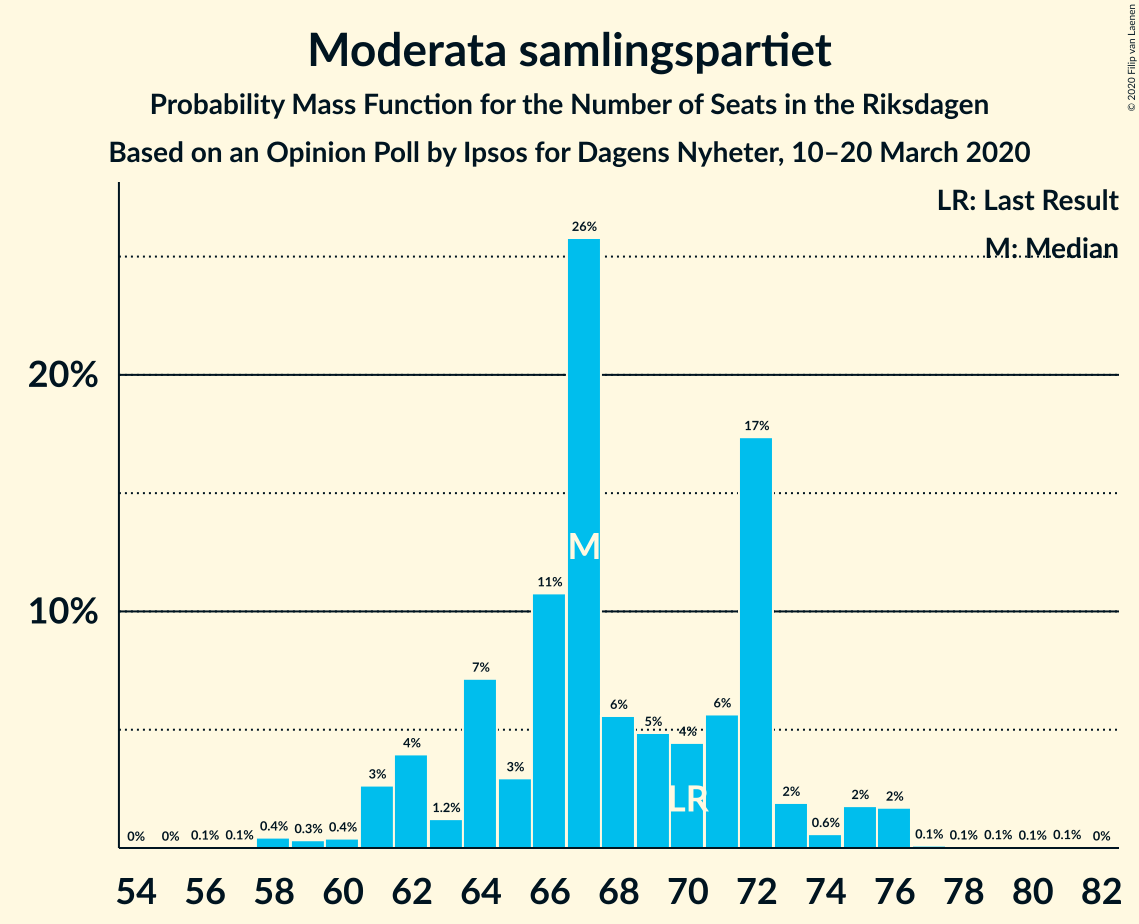 Moderata samlingspartiet
Probability Mass Function for the Number of Seats in the Riksdagen
Based on an Opinion Poll by Ipsos for Dagens Nyheter, 10–20 March 2020
© 2020 Filip van Laenen
LR: Last Result
M: Median
20%
10%
0% 0% 0.1% 0.1% 0.4% 0.3% 0.4% 3% 4% 1.2% 7% 3% 11% 26% 6% 5% 4% 6% 17% 2% 0.6% 2% 2% 0.1% 0.1% 0.1% 0.1% 0.1% 0%
M
LR
54 56 58 60 62 64 66 68 70 72 74 76 78 80 82